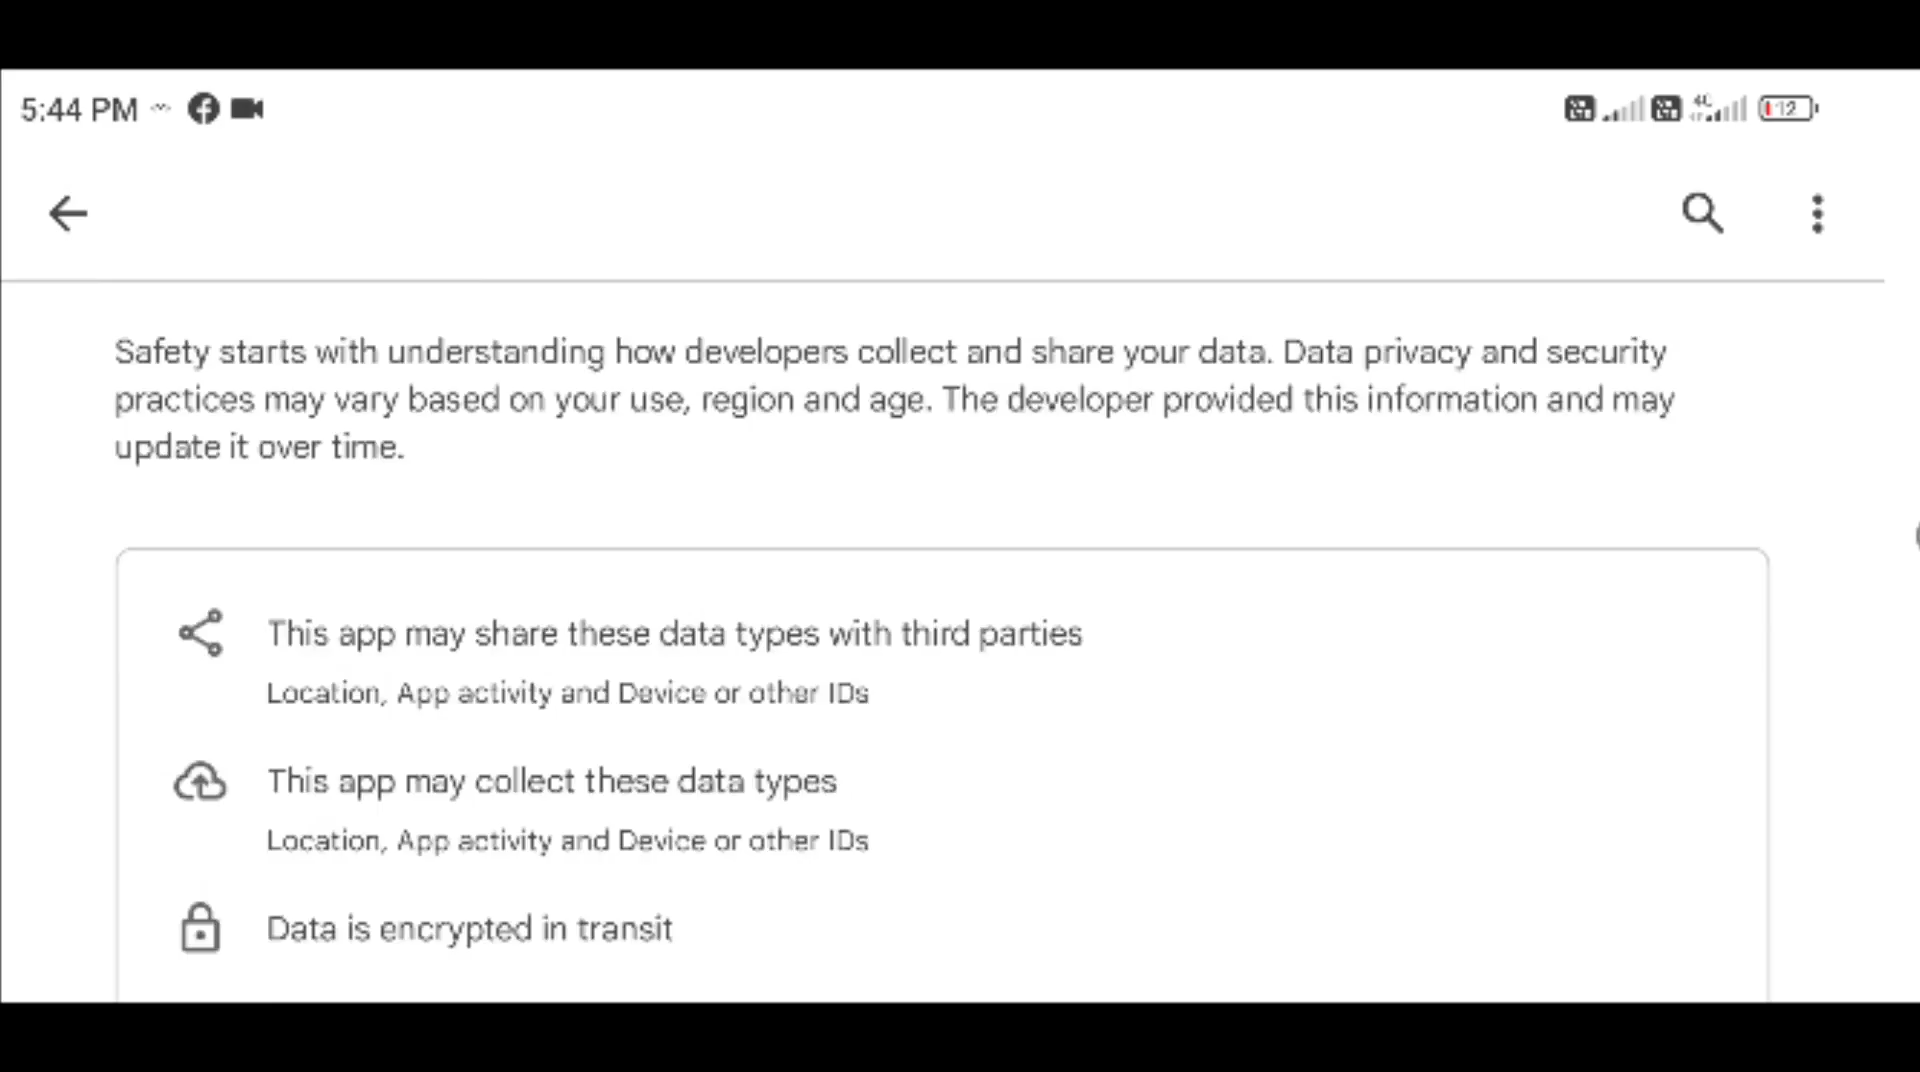 5:44 PM
4G
12
Safety starts with understanding how developers collect and share your data. Data privacy and security
practices may vary based on your use, region and age. The developer provided this information and may
update it over time.
This app may share these data types with third parties
Location, App activity and Device or other IDs
This app may collect these data types
Location, App activity and Device or other IDs
Data is encrypted in transit